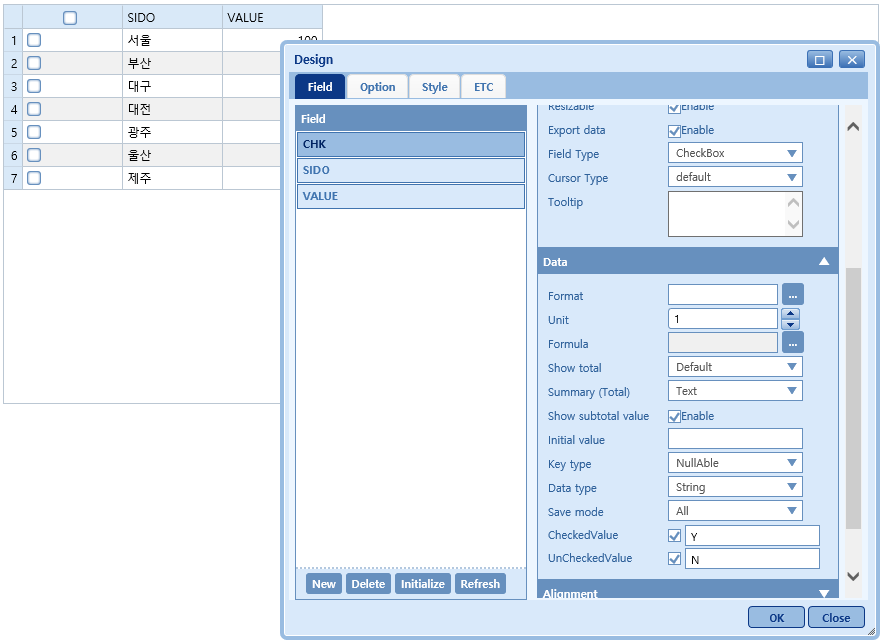 SIDO VALUE
1 서울 100
2 부산
3 대구
4 대전
5 광주
6 울산
7 제주
Design
Field Option Style ETC
Field
CHK
SIDO
VALUE
New Delete Initialize Refresh
Resizable Enable
Export data Enable
Field Type CheckBox
Cursor Type default
Tooltip
Data
Format ...
Unit 1
Formula ...
Show total Default
Summary (Total) Text
Show subtotal value Enable
Initial value
Key type NullAble
Data type String
Save mode All
CheckedValue Y
UnCheckedValue N
Alignment
OK Close